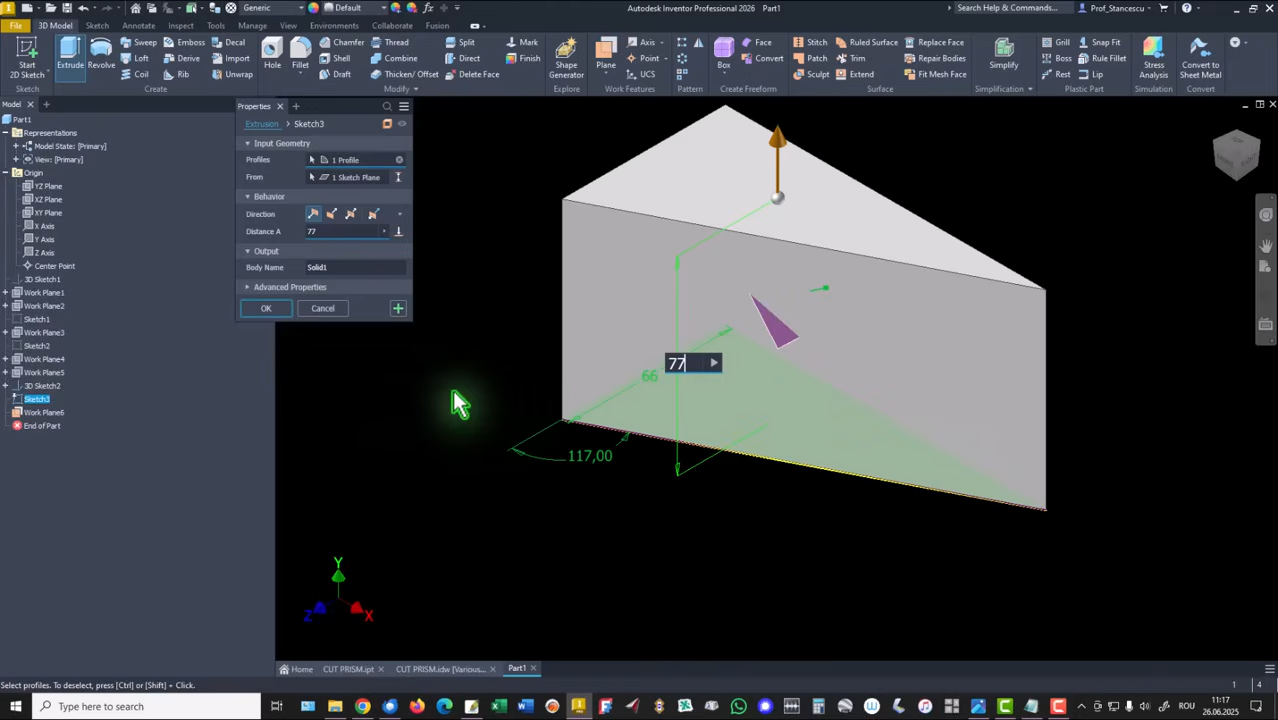 Generic
Default
Autodesk Inventor Professional 2026 Part1
Search Help & Commands...
Prof_Stancescu
File
3D Model
Sketch
Annotate
Inspect
Tools
Manage
View
Environments
Collaborate
Fusion
Start
2D Sketch
Extrude
Revolve
Sweep
Emboss
Decal
Loft
Derive
Import
Coil
Rib
Unwrap
Hole
Fillet
Chamfer
Thread
Shell
Combine
Draft
Thicken/ Offset
Split
Direct
Delete Face
Mark
Finish
Shape
Generator
Plane
Axis
Point
UCS
Box
Face
Convert
Stitch
Ruled Surface
Replace Face
Patch
Trim
Repair Bodies
Sculpt
Extend
Fit Mesh Face
Simplify
Grill
Snap Fit
Boss
Rule Fillet
Rest
Lip
Stress
Analysis
Convert to
Sheet Metal
Sketch
Create
Modify
Explore
Work Features
Pattern
Create Freeform
Surface
Simplification
Plastic Part
Simulation
Convert
Model
Part1
Representations
Model State: [Primary]
View: [Primary]
Origin
YZ Plane
XZ Plane
XY Plane
X Axis
Y Axis
Z Axis
Center Point
3D Sketch1
Work Plane1
Work Plane2
Sketch1
Work Plane3
Sketch2
Work Plane4
Work Plane5
3D Sketch2
Sketch3
Work Plane6
End of Part
Properties
Extrusion > Sketch3
Input Geometry
Profiles 1 Profile
From 1 Sketch Plane
Behavior
Direction
Distance A 77
Output
Body Name Solid1
Advanced Properties
OK Cancel
77
66
117,00
Y
Z
X
Home
CUT PRISM.ipt
CUT PRISM.idw [Various...
Part1
Select profiles. To deselect, press [Ctrl] or [Shift] + Click.
1 4
Type here to search
ROU
11:17
26.06.2025